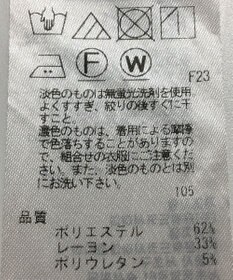 F
W
F23
淡色のものは無蛍光洗剤を使用、
よくすすぎ、絞りの後すぐに干
すこと。
濃色のものは、着用による摩擦
で色落ちすることがありますの
で、組合せの衣服にご注意くだ
さい。また、淡色のものとは別
にお洗い下さい。
105
品質
ポリエステル 62%
レーヨン 33%
ポリウレタン 5%